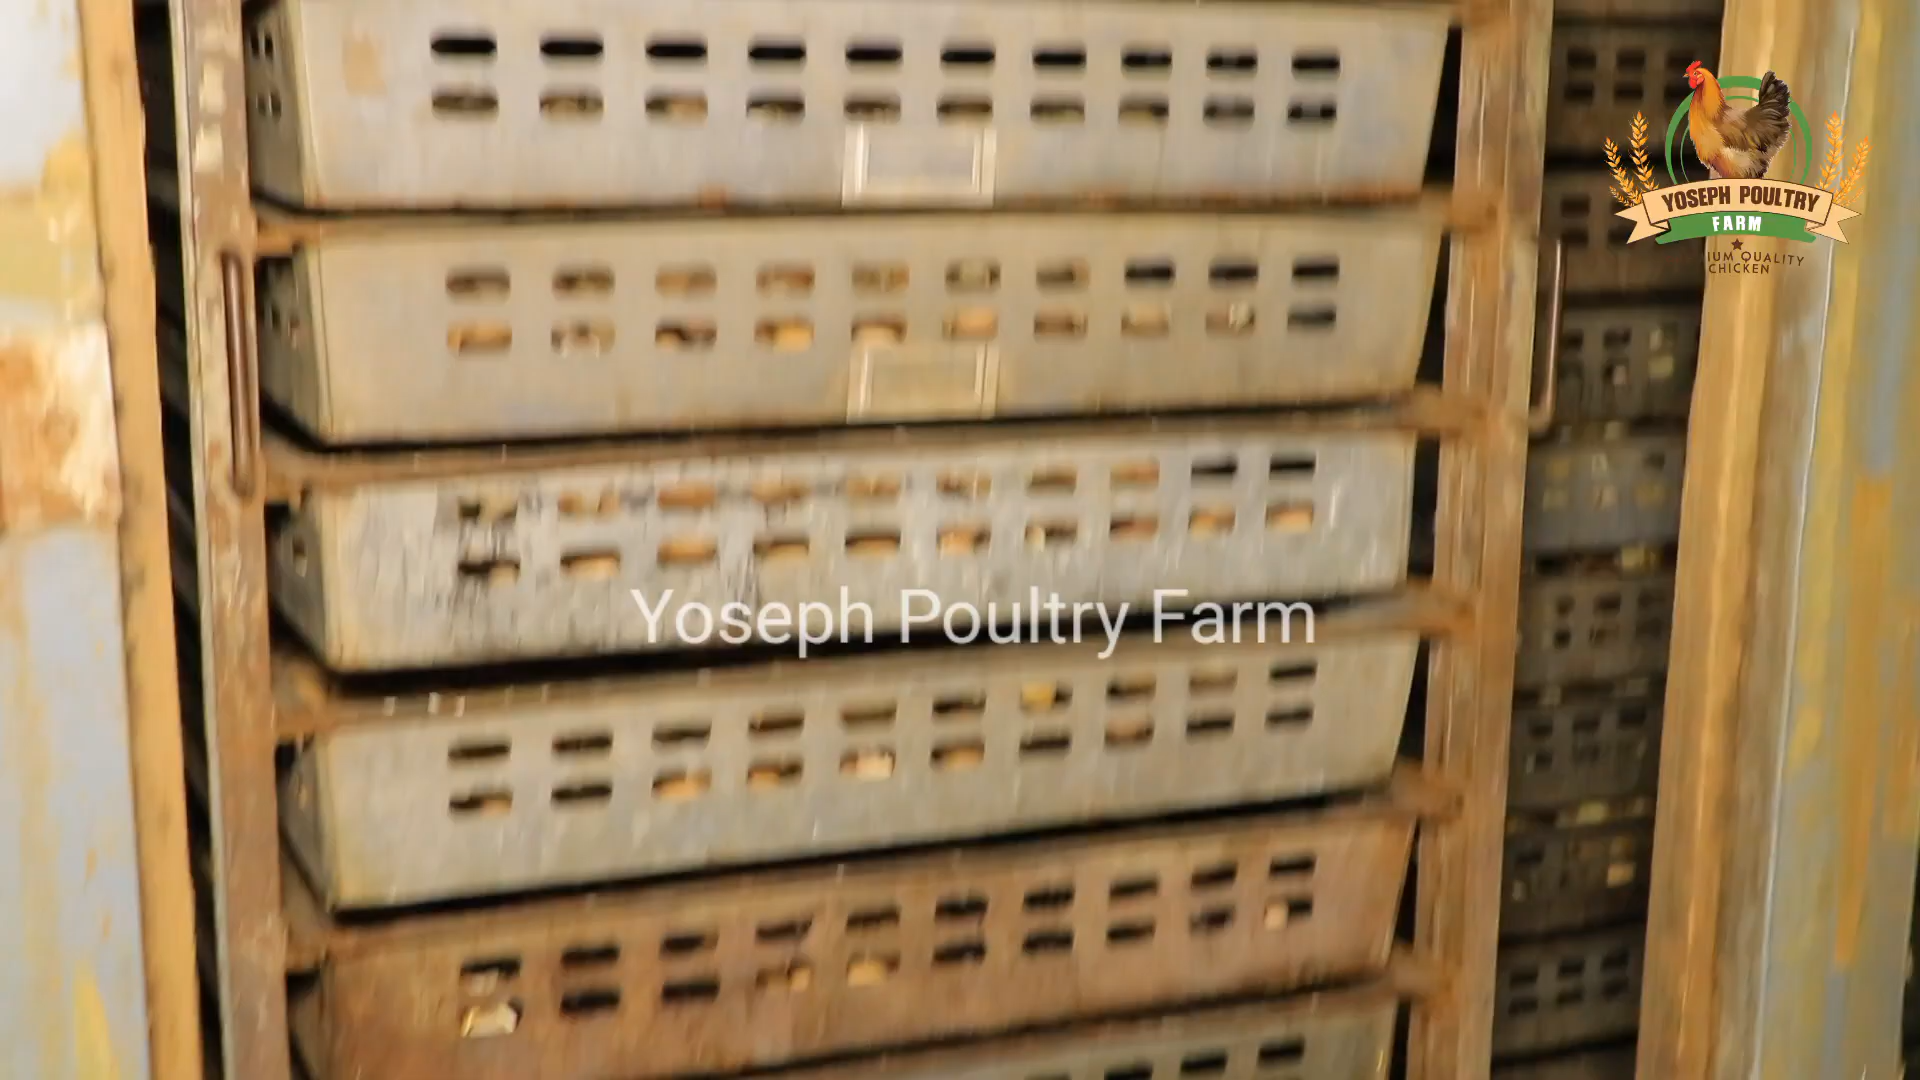 YOSEPH POULTRY
FARM
IUM QUALITY
CHICKEN
Yoseph Poultry Farm